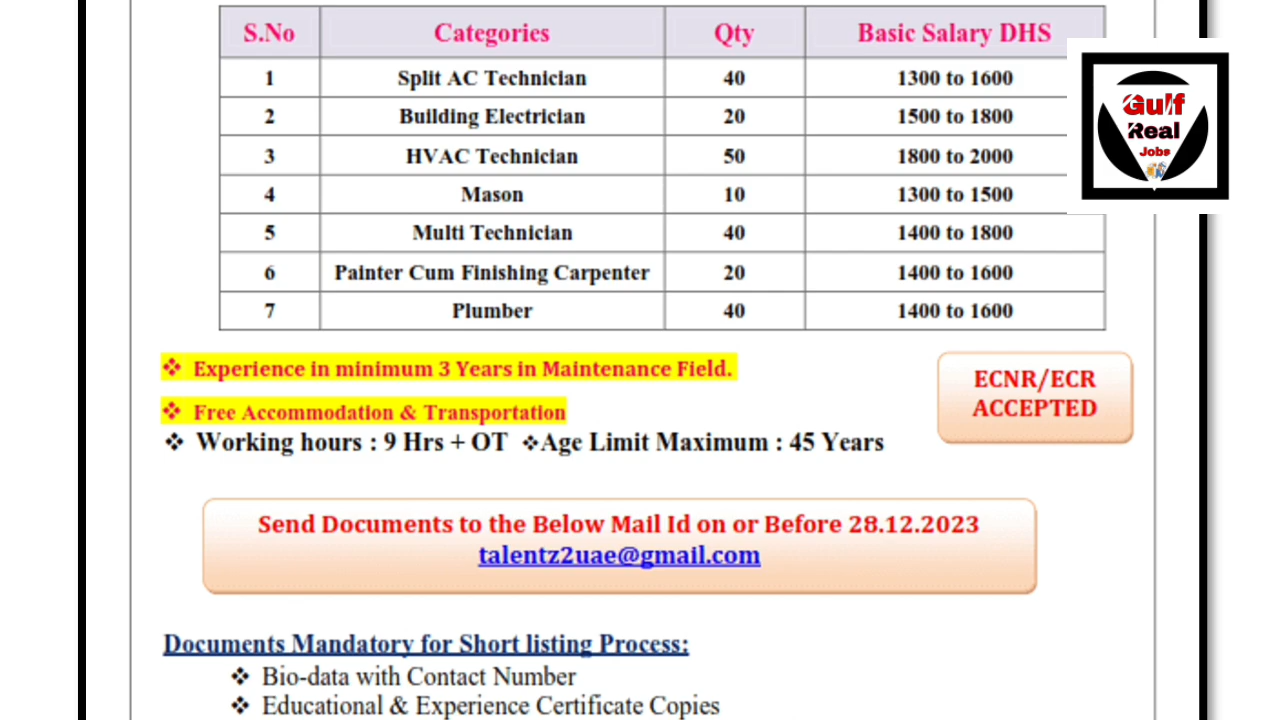 S.No Categories Qty Basic Salary DHS
1 Split AC Technician 40 1300 to 1600
2 Building Electrician 20 1500 to 1800
3 HVAC Technician 50 1800 to 2000
4 Mason 10 1300 to 1500
5 Multi Technician 40 1400 to 1800
6 Painter Cum Finishing Carpenter 20 1400 to 1600
7 Plumber 40 1400 to 1600
Gulf
Real
Jobs
❖ Experience in minimum 3 Years in Maintenance Field.
❖ Free Accommodation & Transportation
❖ Working hours : 9 Hrs + OT ❖Age Limit Maximum : 45 Years
ECNR/ECR
ACCEPTED
Send Documents to the Below Mail Id on or Before 28.12.2023
talentz2uae@gmail.com
Documents Mandatory for Short listing Process:
❖ Bio-data with Contact Number
❖ Educational & Experience Certificate Copies